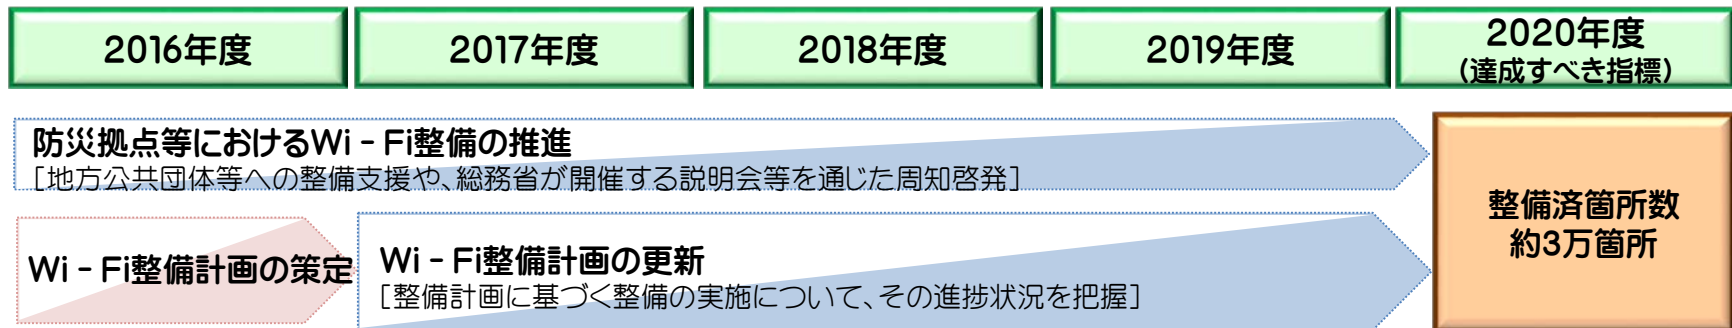 2016年度
2017年度
2018年度
2019年度
2020年度
(達成すべき指標)
防災拠点等におけるWi‐Fi整備の推進
[地方公共団体等への整備支援や、総務省が開催する説明会等を通じた周知啓発]
Wi‐Fi整備計画の策定
Wi‐Fi整備計画の更新
[整備計画に基づく整備の実施について、その進捗状況を把握]
整備済箇所数
約3万箇所